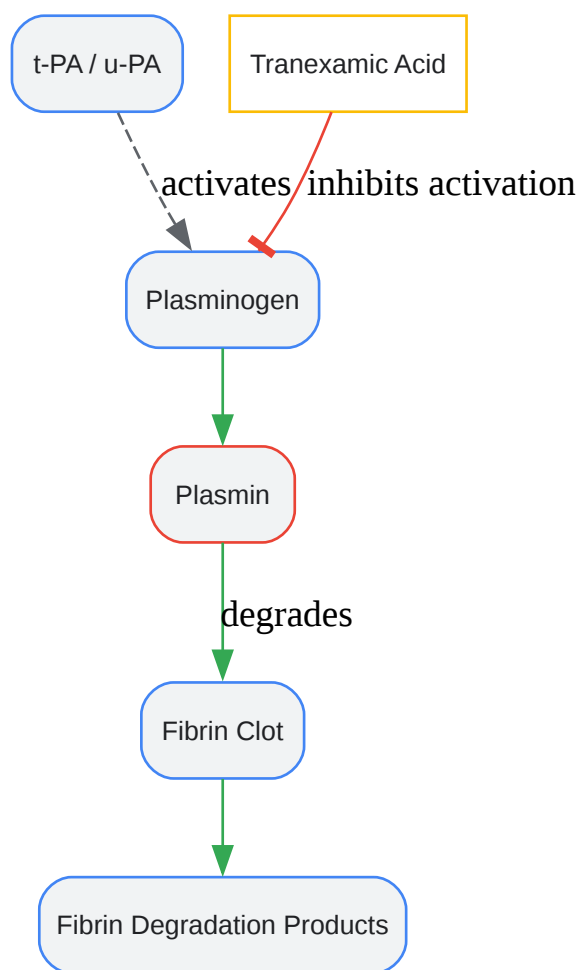 t-PA / u-PA
Tranexamic Acid
activates
inhibits activation
Plasminogen
Plasmin
degrades
Fibrin Clot
Fibrin Degradation Products